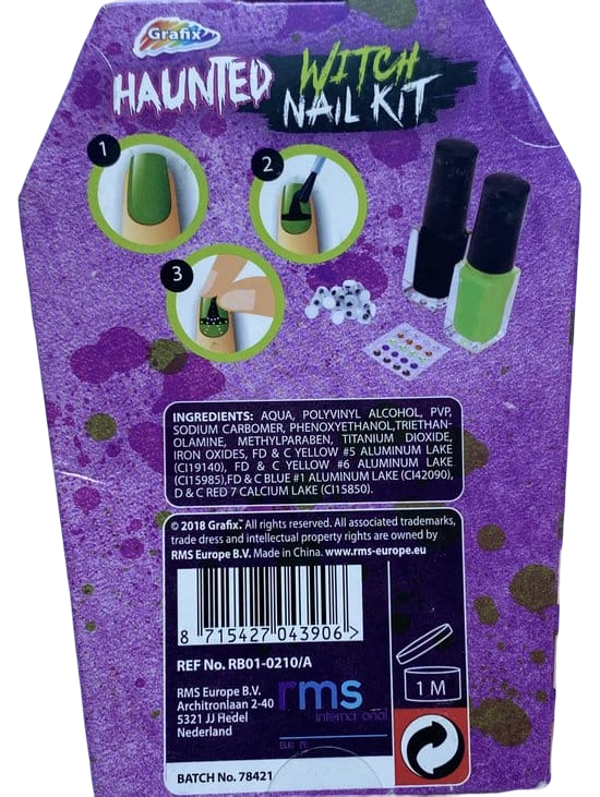 Grafix
HAUNTED WITCH
NAIL KIT
1
2
3
INGREDIENTS: AQUA, POLYVINYL ALCOHOL, PVP,
SODIUM CARBOMER, PHENOXYETHANOL,TRIETHAN-
OLAMINE, METHYLPARABEN, TITANIUM DIOXIDE,
IRON OXIDES, FD & C YELLOW #5 ALUMINUM LAKE
(CI19140), FD & C YELLOW #6 ALUMINUM LAKE
(CI15985),FD & C BLUE #1 ALUMINUM LAKE (CI42090),
D & C RED 7 CALCIUM LAKE (CI15850).
© 2018 Grafix™. All rights reserved. All associated trademarks,
trade dress and intellectual property rights are owned by
RMS Europe B.V. Made in China. www.rms-europe.eu
8 715427 043906 >
REF No. RB01-0210/A
RMS Europe B.V.
Architronlaan 2-40
5321 JJ Hedel
Nederland
rms
international
1 M
BATCH No. 78421